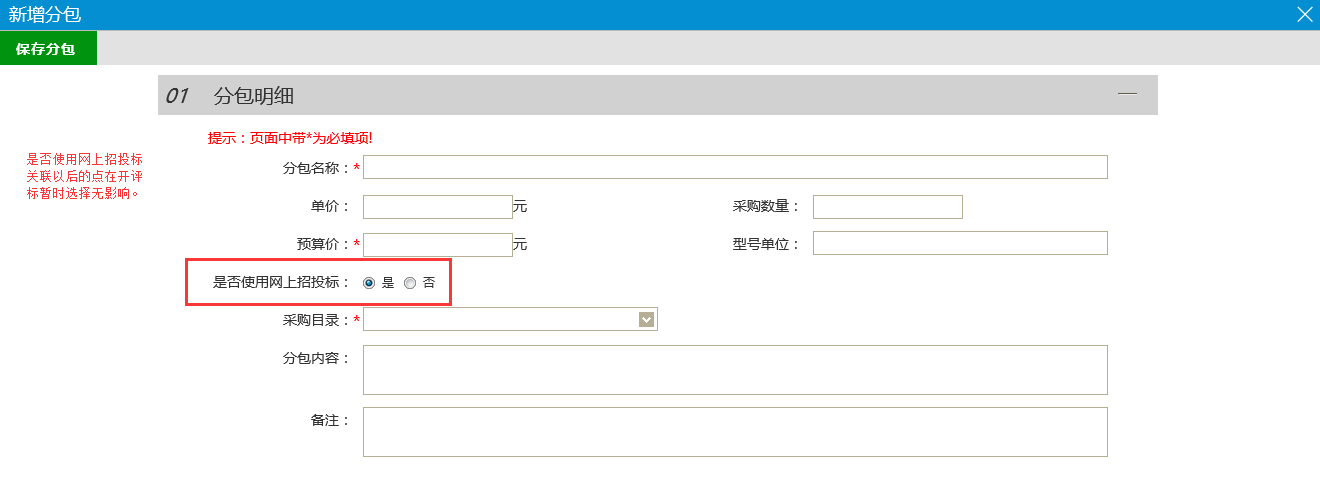 新增分包
保存分包
01 分包明细
提示：页面中带*为必填项!
是否使用网上招投标
关联以后的点在开评
标暂时选择无影响。
分包名称：*
单价： 元 采购数量：
预算价：* 元 型号单位：
是否使用网上招投标： 是 否
采购目录：*
分包内容：
备注：